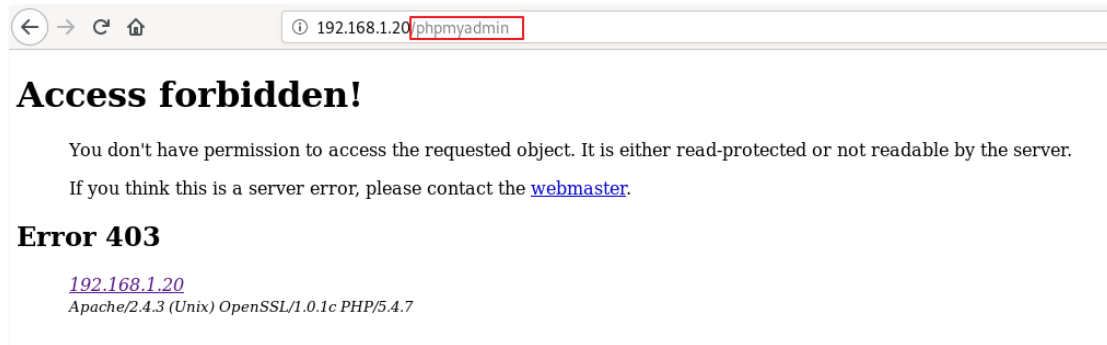 192.168.1.20/phpmyadmin
Access forbidden!
You don't have permission to access the requested object. It is either read-protected or not readable by the server.
If you think this is a server error, please contact the webmaster.
Error 403
192.168.1.20
Apache/2.4.3 (Unix) OpenSSL/1.0.1c PHP/5.4.7